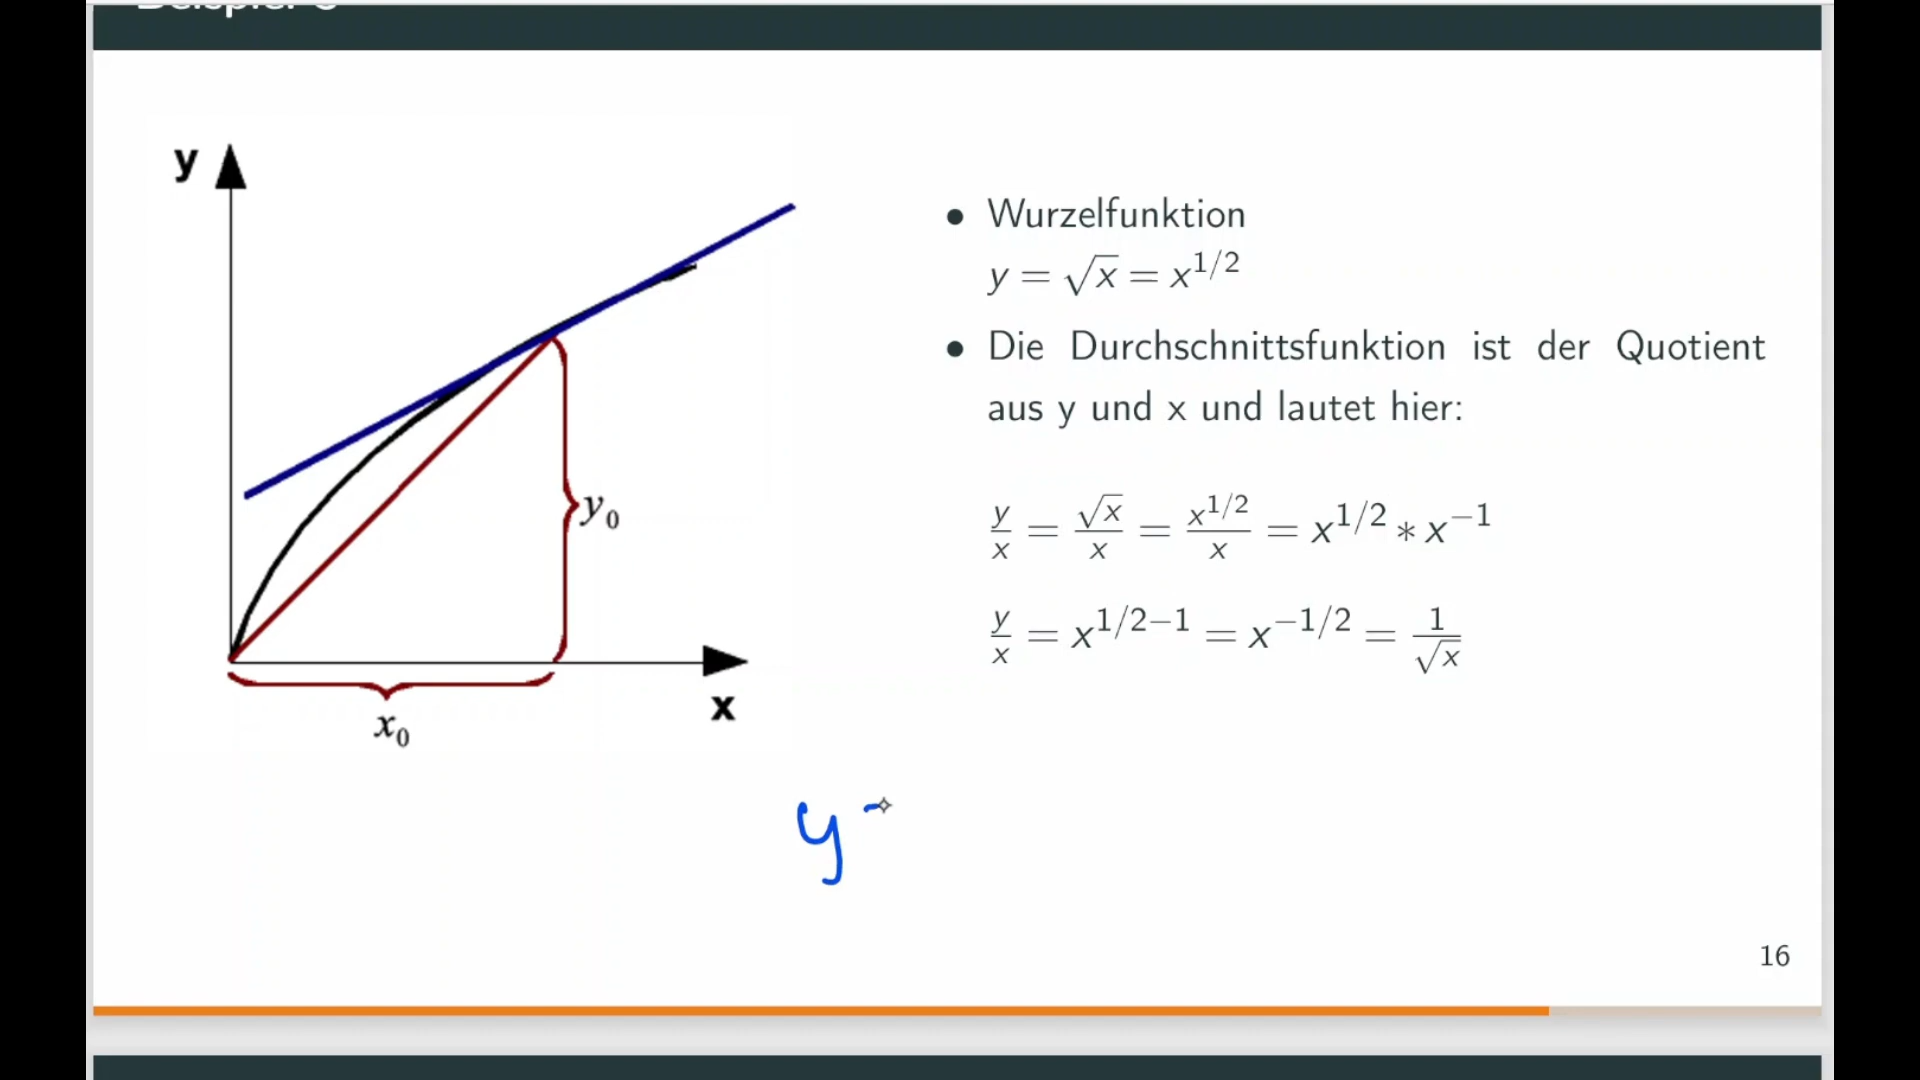 y
• Wurzelfunktion
y = √x = x^{1/2}
• Die Durchschnittsfunktion ist der Quotient
aus y und x und lautet hier:
y/x = √x/x = x^{1/2}/x = x^{1/2} * x^{−1}
y₀
y/x = x^{1/2−1} = x^{−1/2} = 1/√x
x
x₀
y
16